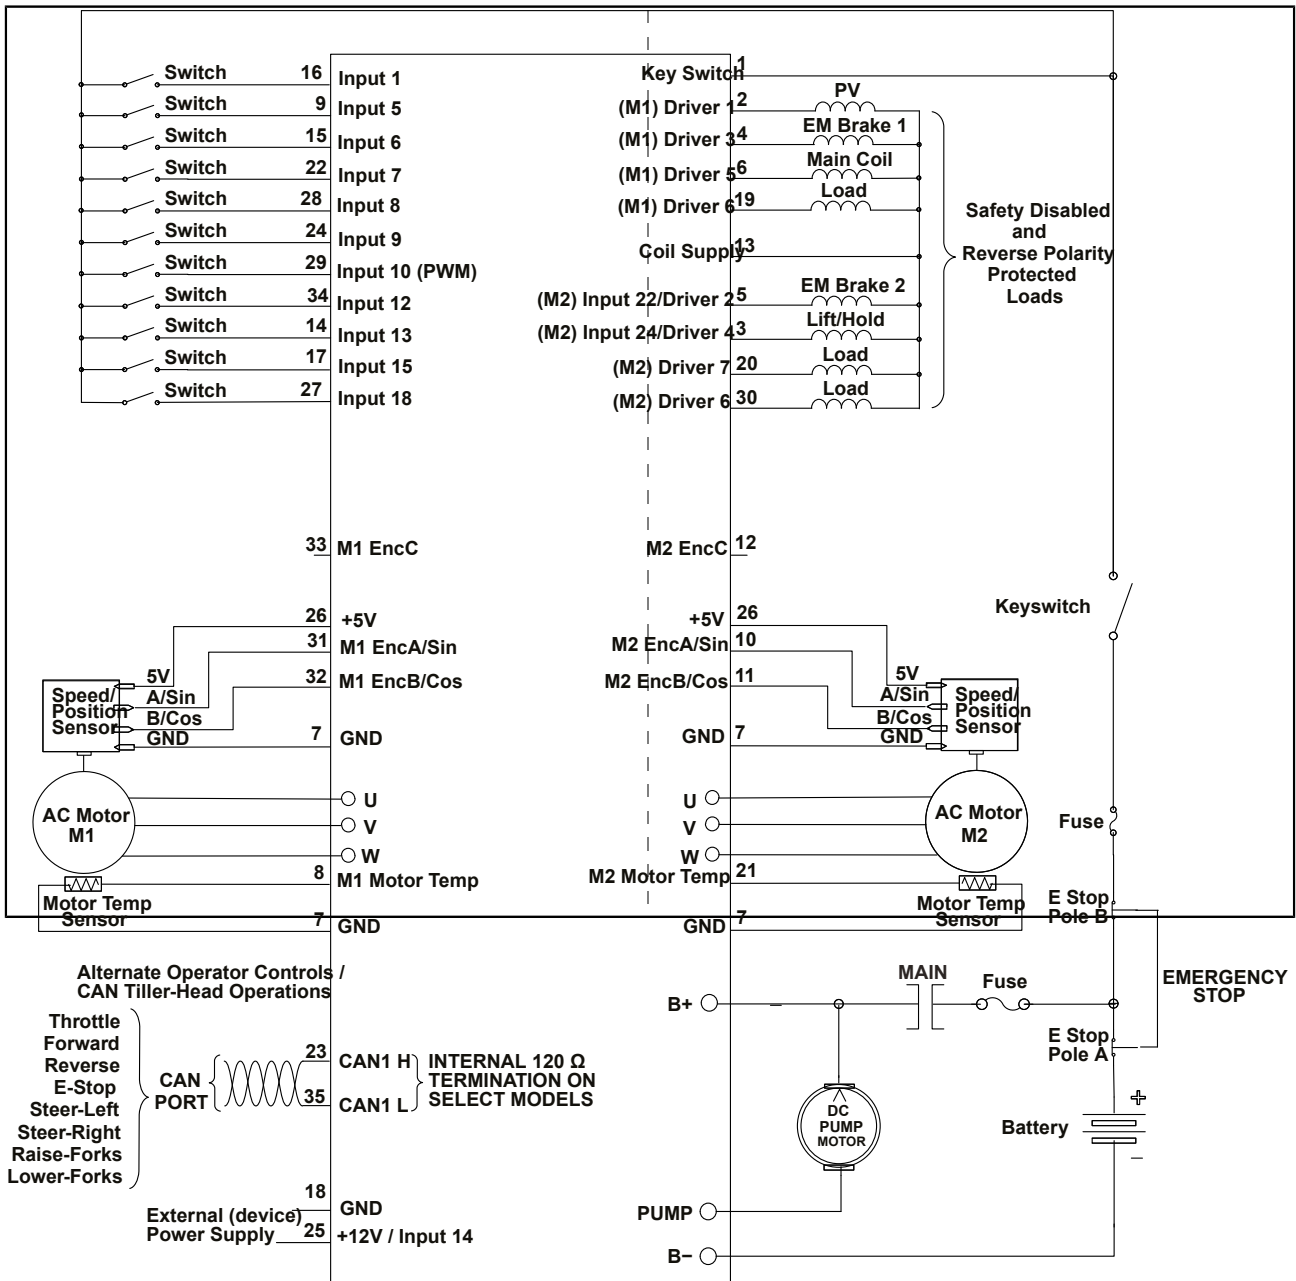 Switch 16 Input 1
Switch 9 Input 5
Switch 15 Input 6
Switch 22 Input 7
Switch 28 Input 8
Switch 24 Input 9
Switch 29 Input 10 (PWM)
Switch 34 Input 12
Switch 14 Input 13
Switch 17 Input 15
Switch 27 Input 18
Key Switch 1
(M1) Driver 1 2 PV
(M1) Driver 3 4 EM Brake 1
(M1) Driver 5 6 Main Coil
(M1) Driver 6 19 Load
Coil Supply 13
(M2) Input 22/Driver 2 5 EM Brake 2
(M2) Input 24/Driver 4 3 Lift/Hold
(M2) Driver 7 20 Load
(M2) Driver 6 30 Load
Safety Disabled
and
Reverse Polarity
Protected
Loads
33 M1 EncC
M2 EncC 12
26 +5V
31 M1 EncA/Sin
32 M1 EncB/Cos
7 GND
5V
A/Sin
B/Cos
GND
Speed/
Position
Sensor
AC Motor
M1
U
V
W
8 M1 Motor Temp
Motor Temp
Sensor
7 GND
+5V 26
M2 EncA/Sin 10
M2 EncB/Cos 11
GND 7
5V
A/Sin
B/Cos
GND
Speed/
Position
Sensor
U
V
W
AC Motor
M2
M2 Motor Temp 21
Motor Temp
Sensor
GND 7
Keyswitch
Fuse
E Stop
Pole B
EMERGENCY
STOP
E Stop
Pole A
Battery
+
−
Alternate Operator Controls /
CAN Tiller-Head Operations
Throttle
Forward
Reverse
E-Stop
Steer-Left
Steer-Right
Raise-Forks
Lower-Forks
CAN
PORT
23 CAN1 H
35 CAN1 L
INTERNAL 120 Ω
TERMINATION ON
SELECT MODELS
18 GND
External (device)
Power Supply 25 +12V / Input 14
B+
MAIN
Fuse
DC
PUMP
MOTOR
PUMP
B−